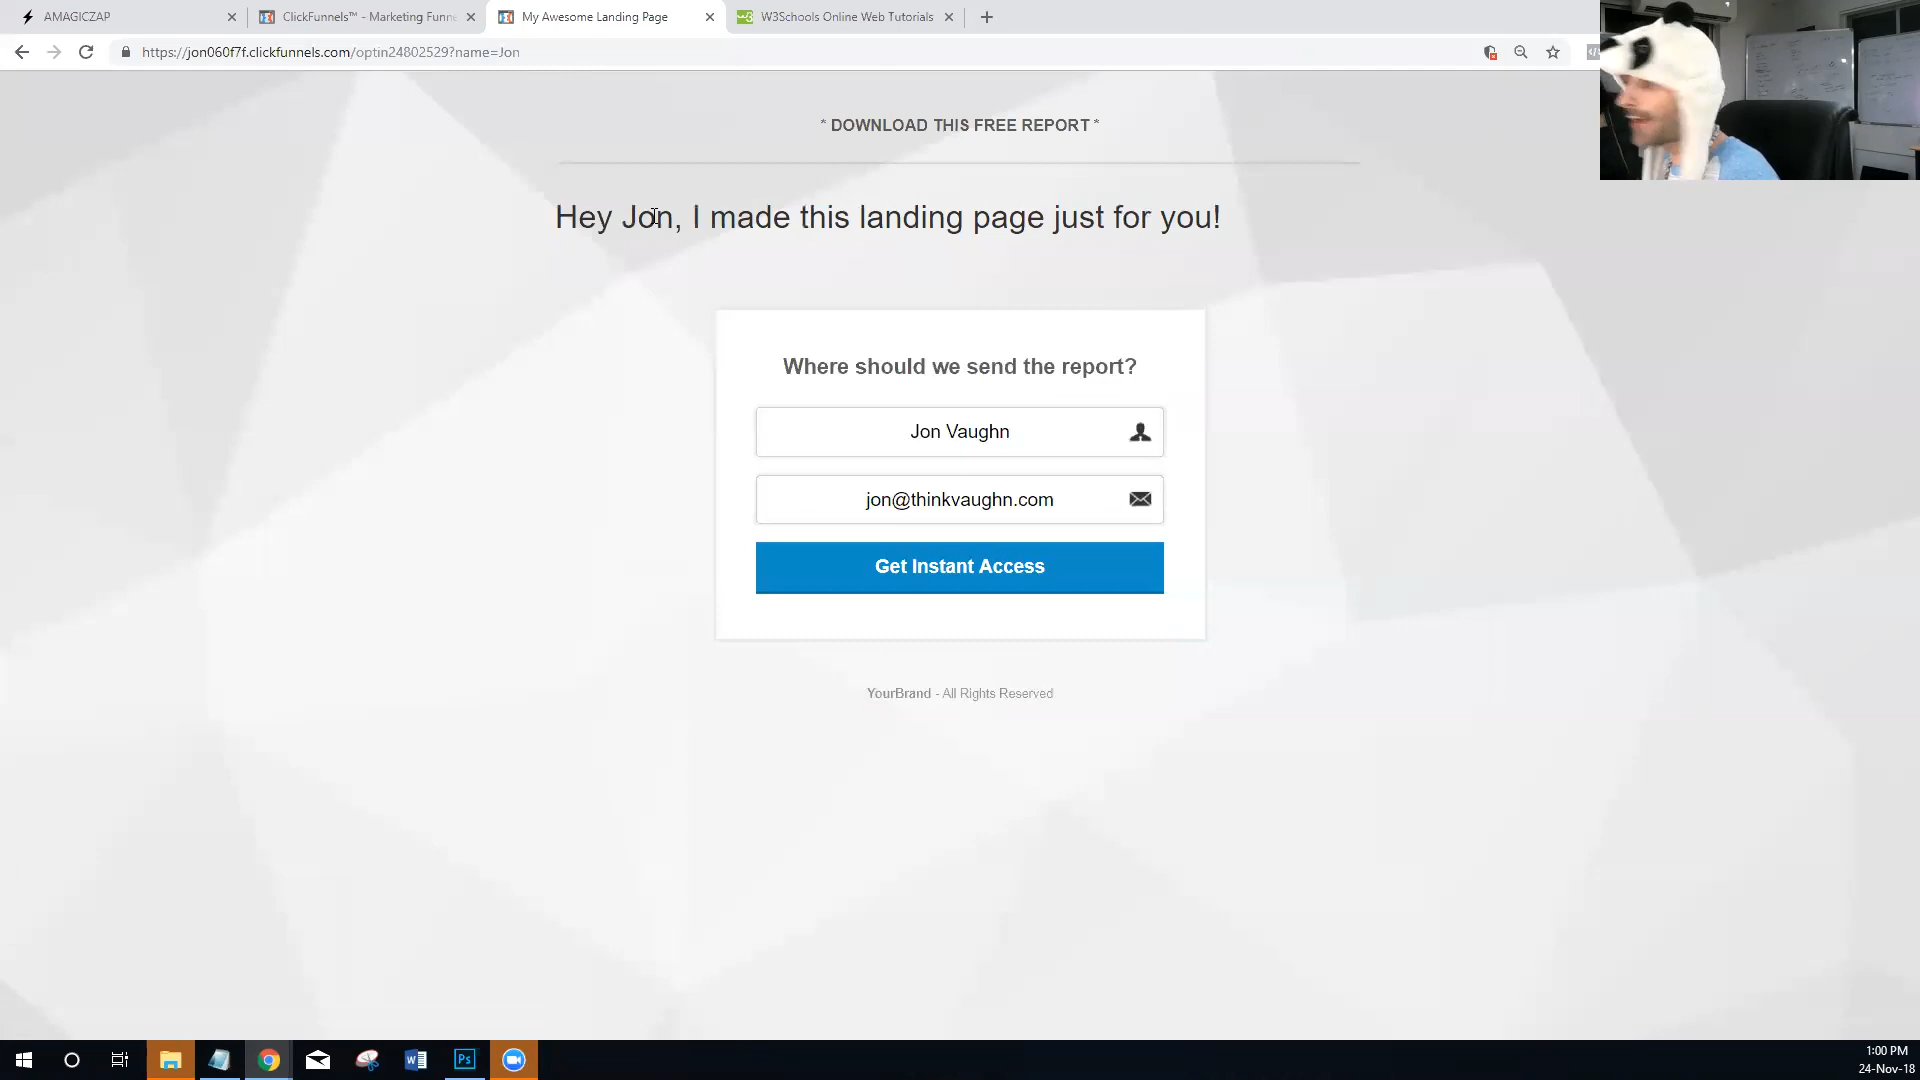 AMAGICZAP
ClickFunnels™ - Marketing Funne
My Awesome Landing Page
W3Schools Online Web Tutorials
https://jon060f7f.clickfunnels.com/optin24802529?name=Jon
* DOWNLOAD THIS FREE REPORT *
Hey Jon, I made this landing page just for you!
Where should we send the report?
Jon Vaughn
jon@thinkvaughn.com
Get Instant Access
YourBrand - All Rights Reserved
Ps
1:00 PM
24-Nov-18